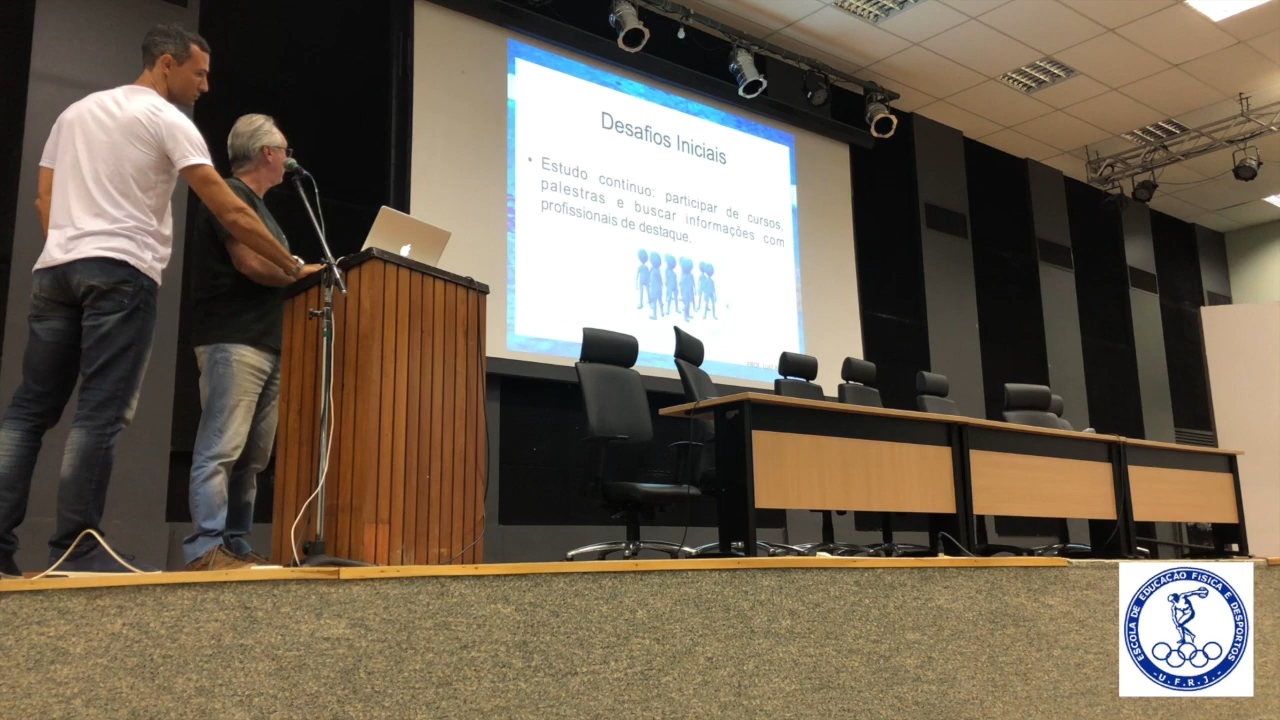 Desafios Iniciais
• Estudo contínuo: participar de cursos,
palestras e buscar informações com
profissionais de destaque.
ESCOLA DE EDUCAÇÃO FÍSICA E DESPORTOS
- U.F.R.J. -